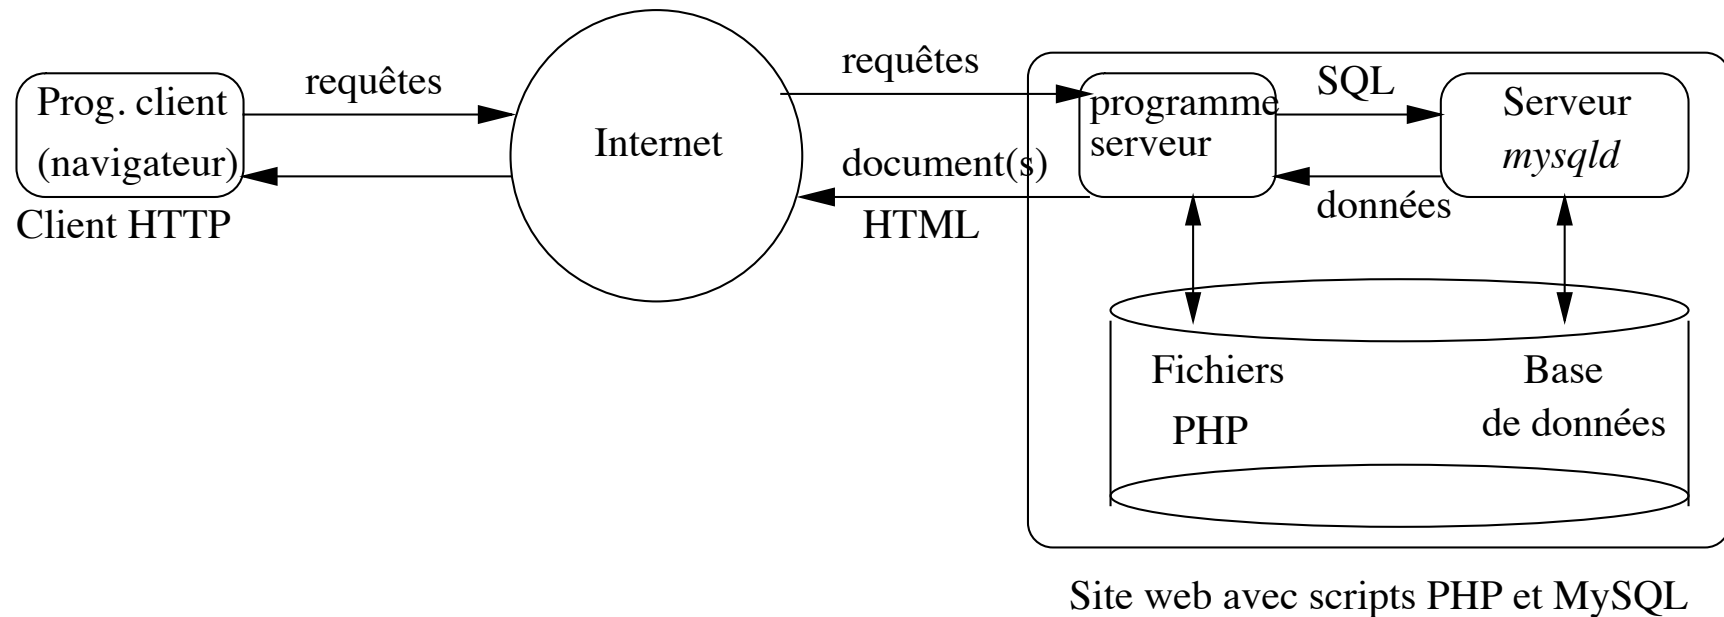 Prog. client
(navigateur)
Client HTTP
requêtes
Internet
requêtes
document(s)
HTML
programme
serveur
SQL
données
Serveur
mysqld
Fichiers
PHP
Base
de données
Site web avec scripts PHP et MySQL